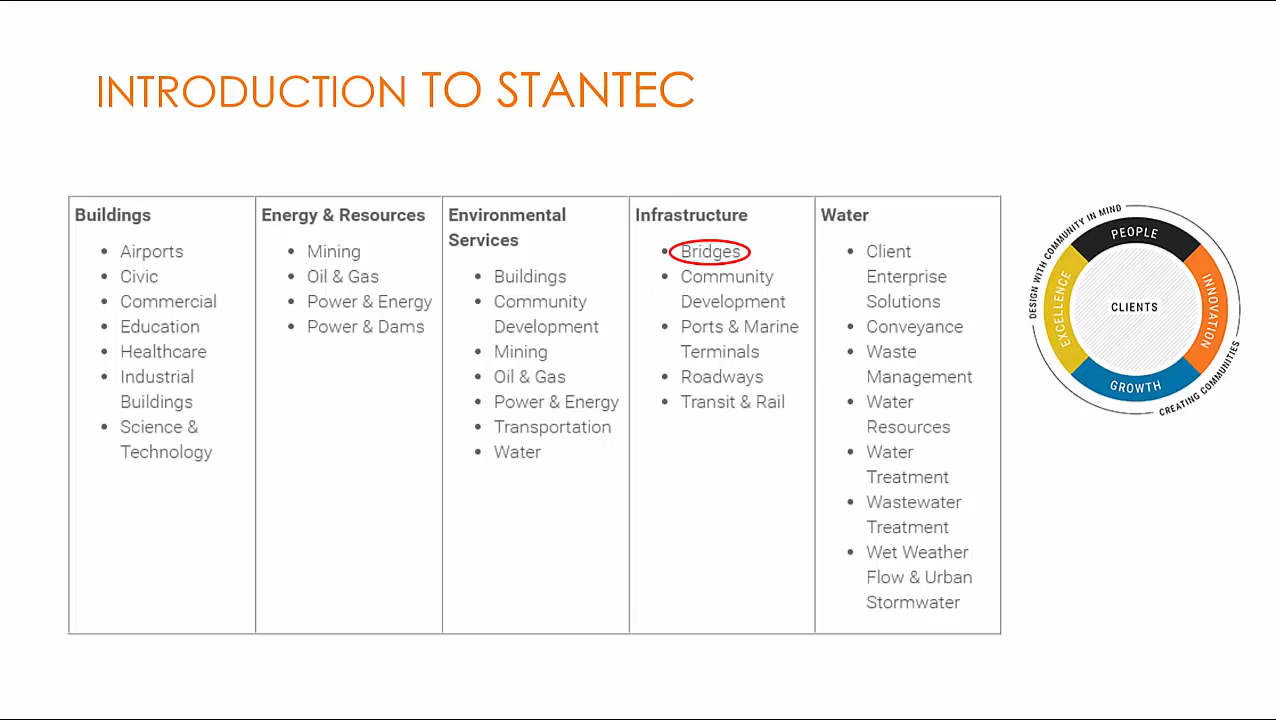 INTRODUCTION TO STANTEC
Buildings
Airports
Civic
Commercial
Education
Healthcare
Industrial
Buildings
Science &
Technology
Energy & Resources
Mining
Oil & Gas
Power & Energy
Power & Dams
Environmental
Services
Buildings
Community
Development
Mining
Oil & Gas
Power & Energy
Transportation
Water
Infrastructure
Bridges
Community
Development
Ports & Marine
Terminals
Roadways
Transit & Rail
Water
Client
Enterprise
Solutions
Conveyance
Waste
Management
Water
Resources
Water
Treatment
Wastewater
Treatment
Wet Weather
Flow & Urban
Stormwater
DESIGN WITH COMMUNITY IN MIND
PEOPLE
EXCELLENCE
CLIENTS
INNOVATION
GROWTH
CREATING COMMUNITIES